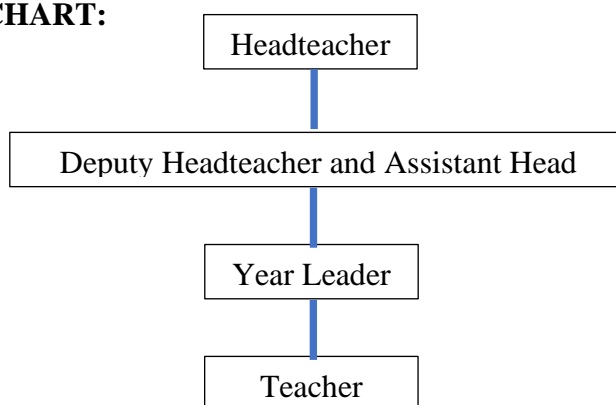 CHART:
Headteacher
Deputy Headteacher and Assistant Head
Year Leader
Teacher